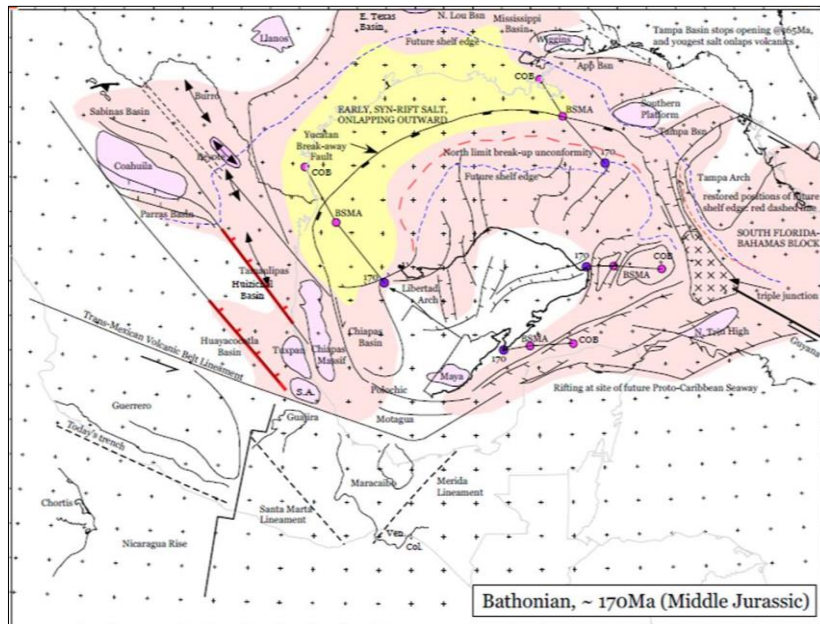 E. Texas
Basin
N. Lou Bsn
Mississippi
Basin
Llanos
Future shelf edge
Wiggins
Tampa Basin stops opening @165Ma,
and yougest salt onlaps volcanics
COB
App Bsn
Burro
Sabinas Basin
EARLY, SYN-RIFT SALT,
ONLAPPING OUTWARD
BSMA
Southern
Platform
Tampa Bsn
Yucatan
Break-away
Fault
Coahuila
COB
North limit break-up unconformity
170
Future shelf edge
Tampa Arch
restored positions of future
shelf edge: red dashed line
Parras Basin
BSMA
SOUTH FLORIDA-
BAHAMAS BLOCK
Tamaulipas
Huizichal
Basin
170
Libertad
Arch
170
BSMA
COB
triple junction
Trans-Mexican Volcanic Belt Lineament
Huayacocotla
Basin
Tuxpan
Chiapas
Massif
Chiapas
Basin
170
BSMA
COB
N. Trin High
Guyana
S.A.
Maya
Polochic
Rifting at site of future Proto-Caribbean Seaway
Guerrero
Guajira
Motagua
Today's trench
Maracaibo
Merida
Lineament
Chortis
Santa Marta
Lineament
Ven.
Col.
Nicaragua Rise
Bathonian, ~ 170Ma (Middle Jurassic)